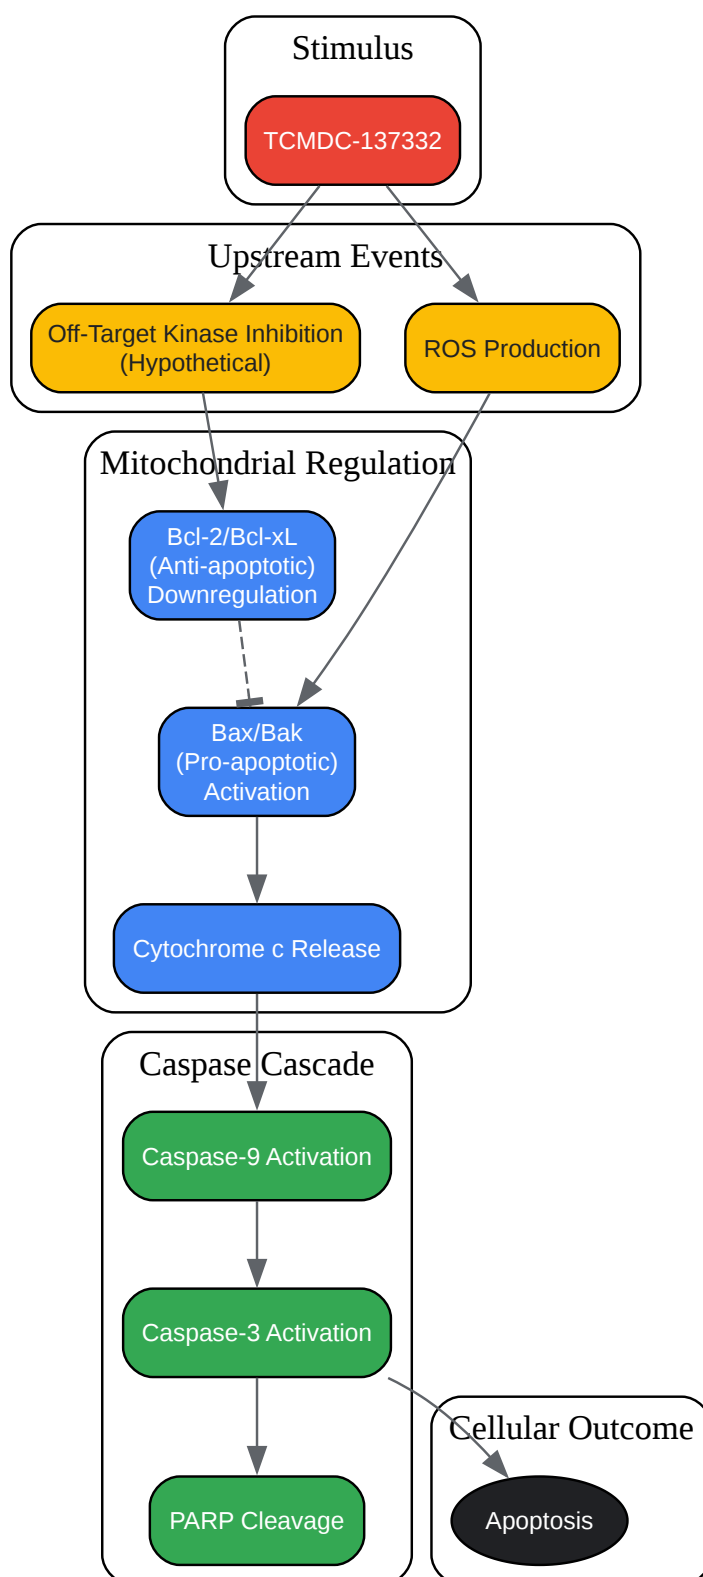 Stimulus
TCMDC-137332
Upstream Events
Off-Target Kinase Inhibition
(Hypothetical)
ROS Production
Mitochondrial Regulation
Bcl-2/Bcl-xL
(Anti-apoptotic)
Downregulation
Bax/Bak
(Pro-apoptotic)
Activation
Cytochrome c Release
Caspase Cascade
Caspase-9 Activation
Caspase-3 Activation
Cellular Outcome
PARP Cleavage
Apoptosis